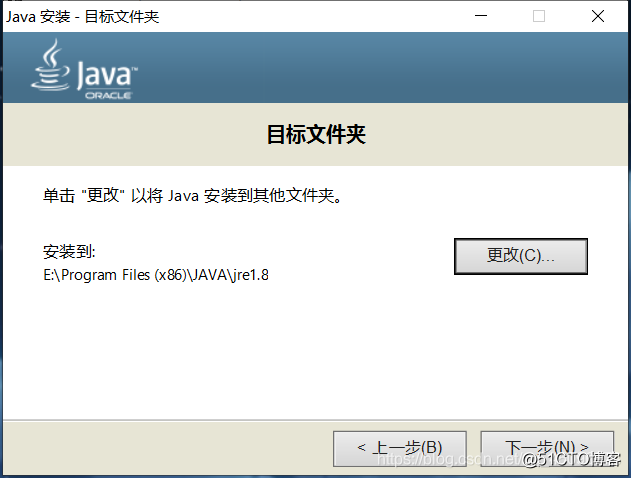 Java 安装 - 目标文件夹
Java™
ORACLE
目标文件夹
单击 "更改" 以将 Java 安装到其他文件夹。
安装到:
更改(C)...
E:\Program Files (x86)\JAVA\jre1.8
< 上一步(B)
下一步(N) >
https://blog.csdn.net/
@51CTO博客